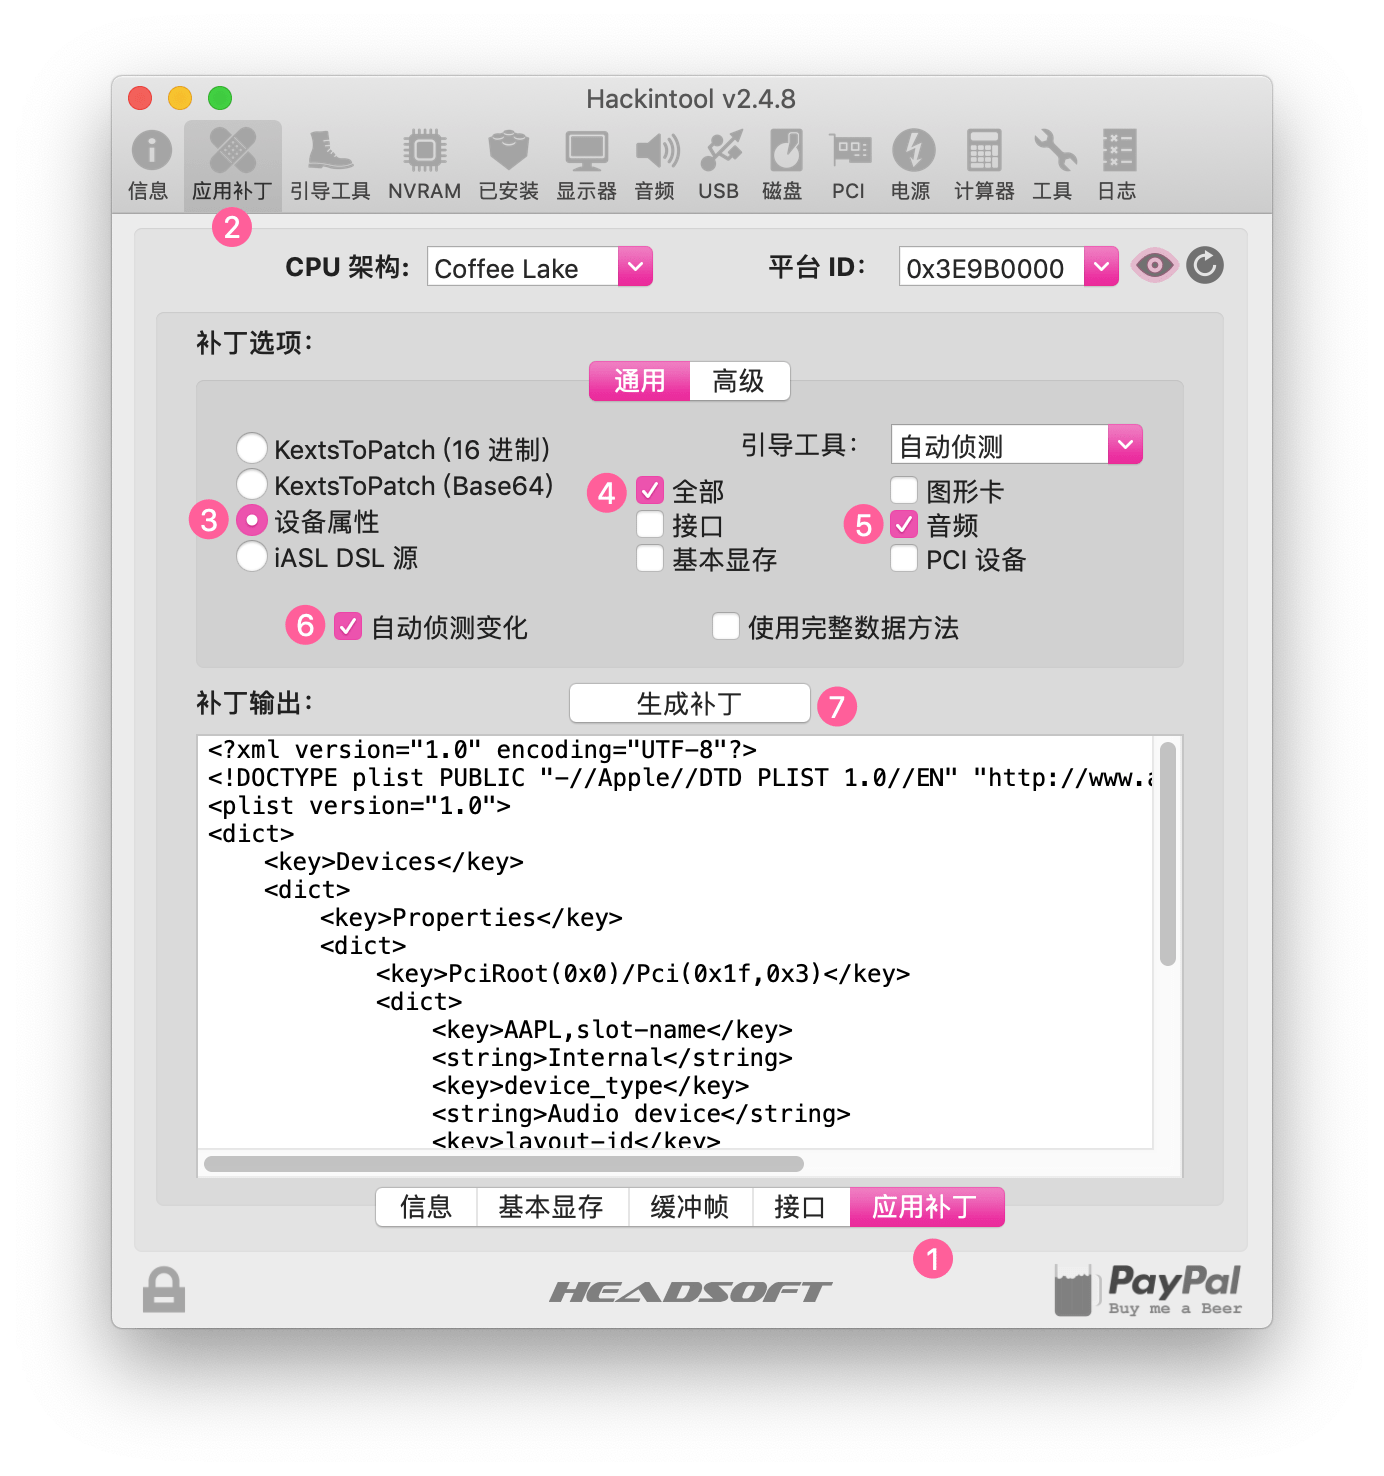 Hackintool v2.4.8
信息 应用补丁 引导工具 NVRAM 已安装 显示器 音频 USB 磁盘 PCI 电源 计算器 工具 日志
2
CPU 架构: Coffee Lake 平台 ID: 0x3E9B0000
补丁选项:
通用 高级
KextsToPatch (16 进制) 引导工具: 自动侦测
KextsToPatch (Base64) 4 全部 图形卡
3 设备属性 接口 5 音频
iASL DSL 源 基本显存 PCI 设备
6 自动侦测变化 使用完整数据方法
补丁输出: 生成补丁 7
<?xml version="1.0" encoding="UTF-8"?>
<!DOCTYPE plist PUBLIC "-//Apple//DTD PLIST 1.0//EN" "http://www.a
<plist version="1.0">
<dict>
<key>Devices</key>
<dict>
<key>Properties</key>
<dict>
<key>PciRoot(0x0)/Pci(0x1f,0x3)</key>
<dict>
<key>AAPL,slot-name</key>
<string>Internal</string>
<key>device_type</key>
<string>Audio device</string>
<key>layout-id</key>
信息 基本显存 缓冲帧 接口 应用补丁
1
HEADSOFT
PayPal
Buy me a Beer